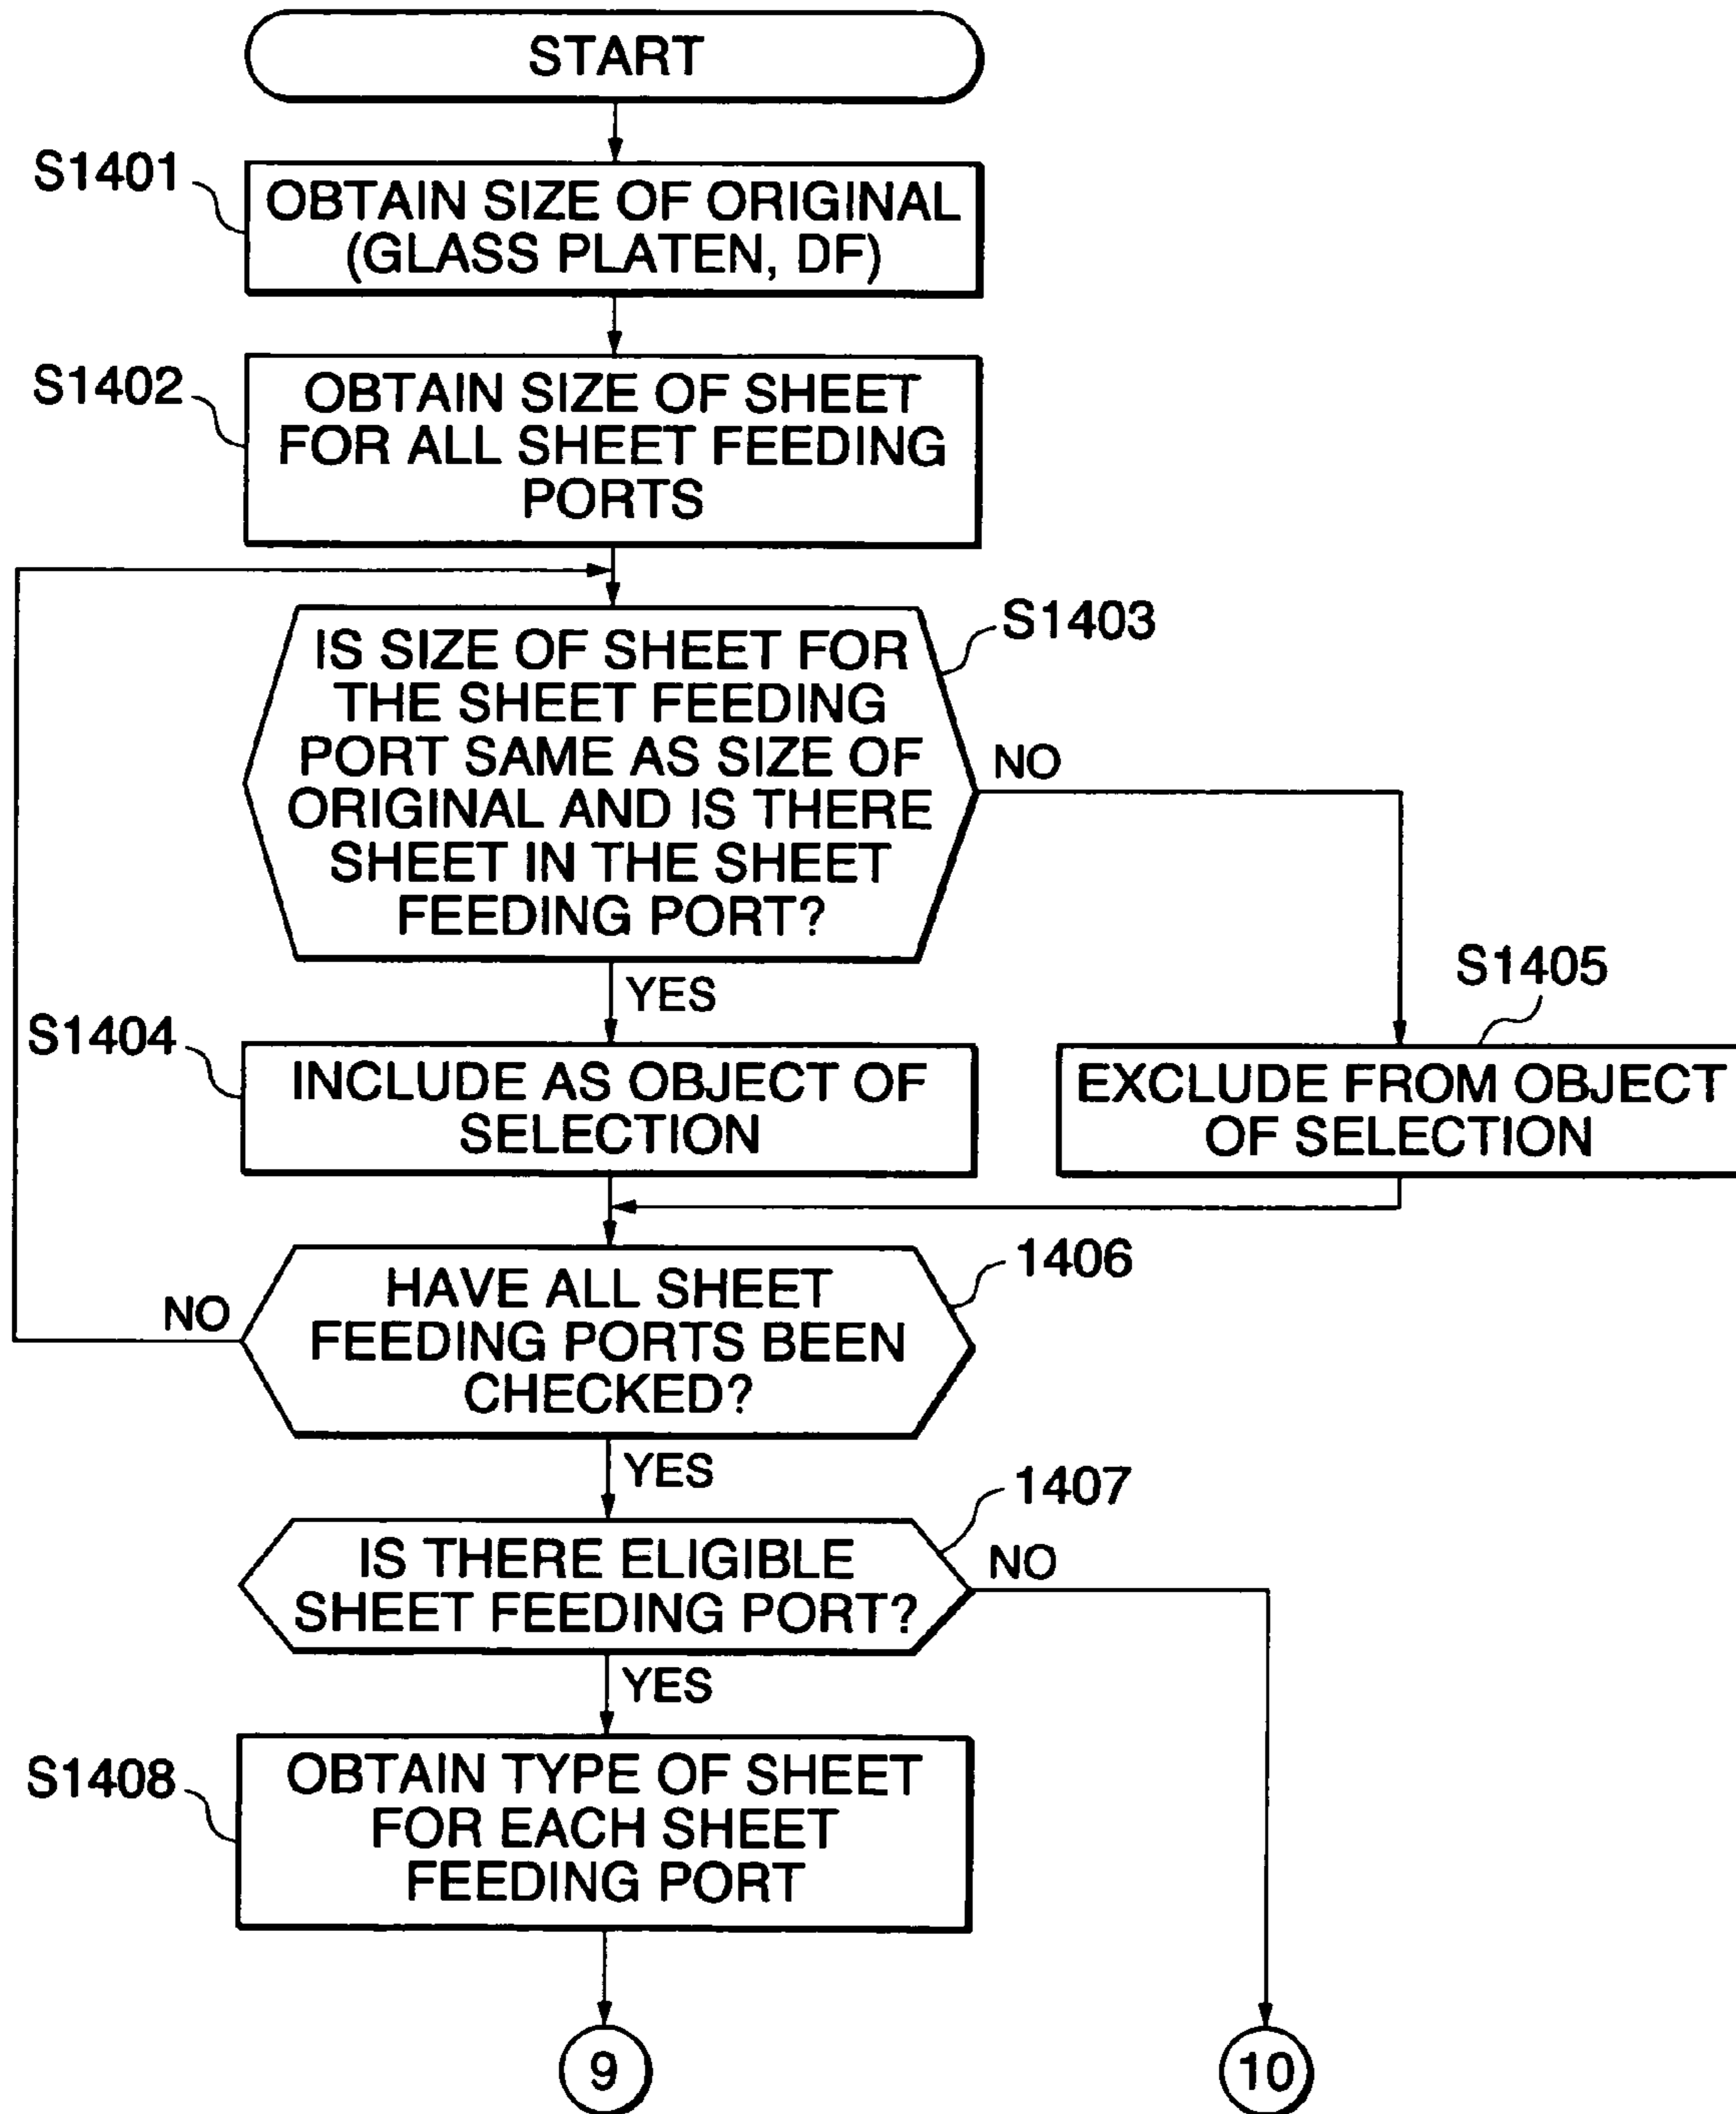 START
S1401
OBTAIN SIZE OF ORIGINAL
(GLASS PLATEN, DF)
S1402
OBTAIN SIZE OF SHEET
FOR ALL SHEET FEEDING
PORTS
S1403
IS SIZE OF SHEET FOR
THE SHEET FEEDING
PORT SAME AS SIZE OF
ORIGINAL AND IS THERE
SHEET IN THE SHEET
FEEDING PORT?
NO
YES
S1404
INCLUDE AS OBJECT OF
SELECTION
S1405
EXCLUDE FROM OBJECT
OF SELECTION
1406
HAVE ALL SHEET
FEEDING PORTS BEEN
CHECKED?
NO
YES
1407
IS THERE ELIGIBLE
SHEET FEEDING PORT?
NO
YES
S1408
OBTAIN TYPE OF SHEET
FOR EACH SHEET
FEEDING PORT
9
10